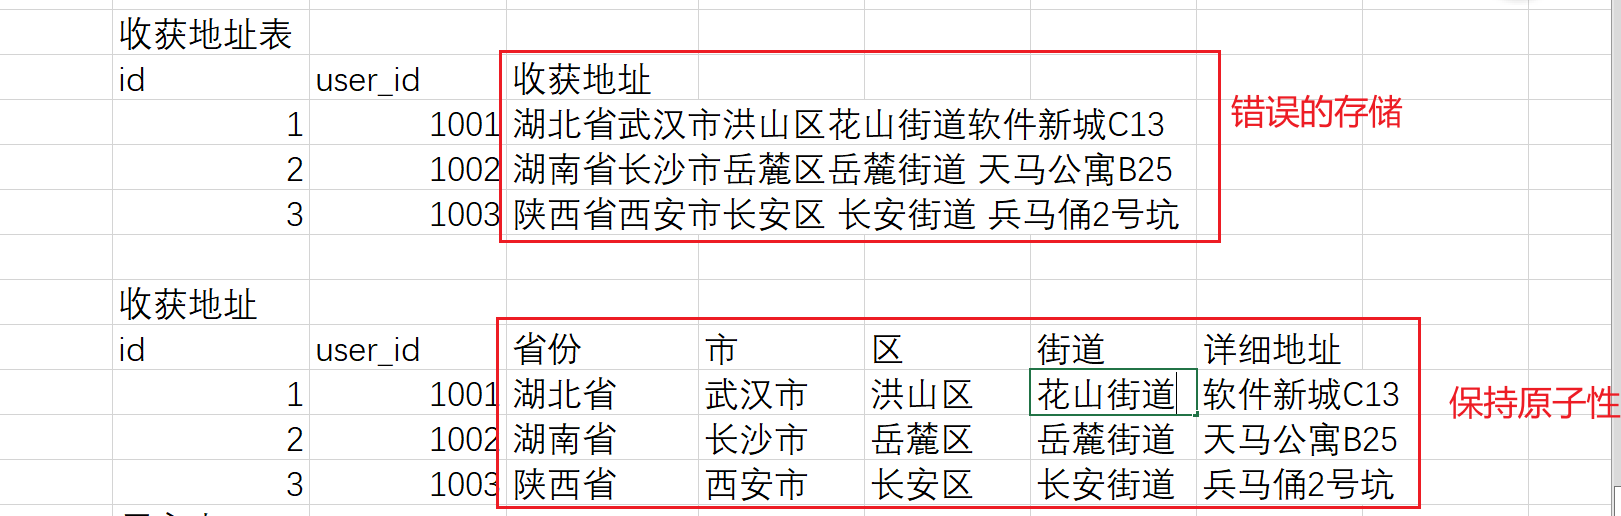 收获地址表
id user_id 收获地址
1 1001 湖北省武汉市洪山区花山街道软件新城C13
2 1002 湖南省长沙市岳麓区岳麓街道 天马公寓B25
3 1003 陕西省西安市长安区 长安街道 兵马俑2号坑
错误的存储
收获地址
id user_id 省份 市 区 街道 详细地址
1 1001 湖北省 武汉市 洪山区 花山街道 软件新城C13
2 1002 湖南省 长沙市 岳麓区 岳麓街道 天马公寓B25
3 1003 陕西省 西安市 长安区 长安街道 兵马俑2号坑
保持原子性